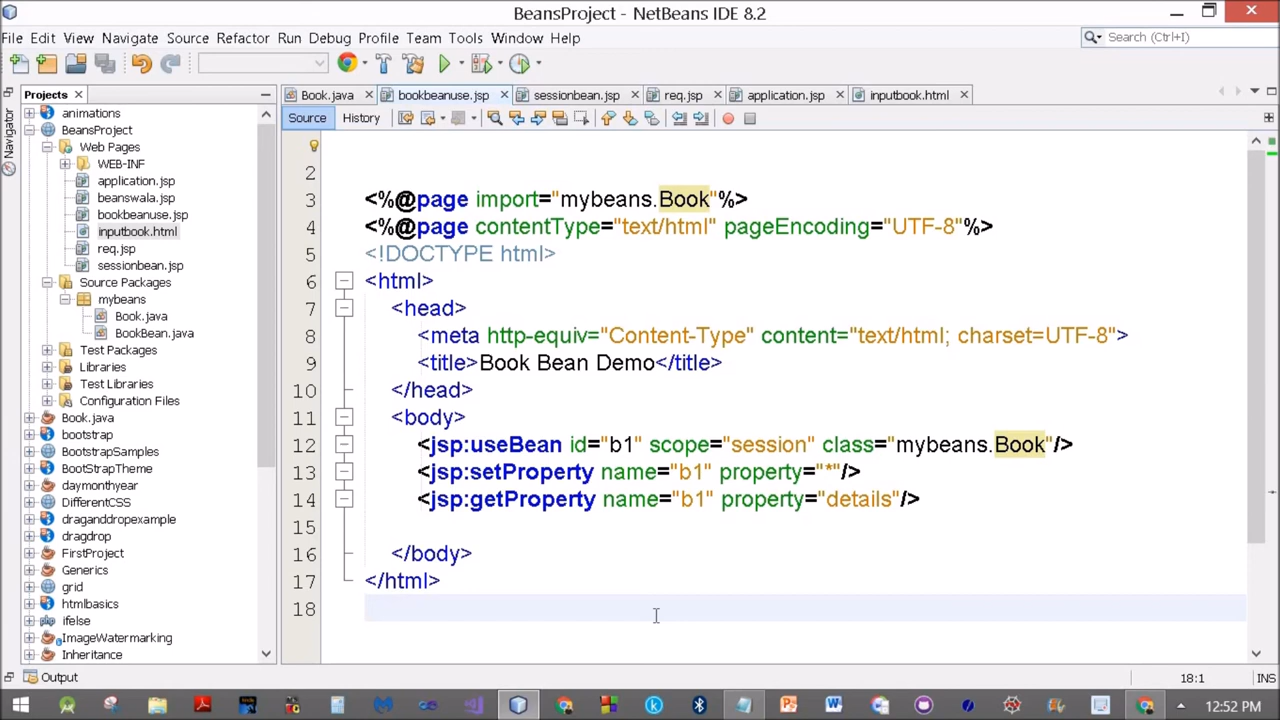 BeansProject - NetBeans IDE 8.2
File Edit View Navigate Source Refactor Run Debug Profile Team Tools Window Help
Search (Ctrl+I)
Projects
Book.java bookbeanuse.jsp sessionbean.jsp req.jsp application.jsp inputbook.html
Source History
Navigator
animations
BeansProject
Web Pages
WEB-INF
application.jsp
beanswala.jsp
bookbeanuse.jsp
inputbook.html
req.jsp
sessionbean.jsp
Source Packages
mybeans
Book.java
BookBean.java
Test Packages
Libraries
Test Libraries
Configuration Files
Book.java
bootstrap
BootstrapSamples
BootStrapTheme
daymonthyear
DifferentCSS
draganddropexample
dragdrop
FirstProject
Generics
grid
htmlbasics
ifelse
ImageWatermarking
Inheritance
2
3 <%@page import="mybeans.Book"%>
4 <%@page contentType="text/html" pageEncoding="UTF-8"%>
5 <!DOCTYPE html>
6 <html>
7 <head>
8 <meta http-equiv="Content-Type" content="text/html; charset=UTF-8">
9 <title>Book Bean Demo</title>
10 </head>
11 <body>
12 <jsp:useBean id="b1" scope="session" class="mybeans.Book"/>
13 <jsp:setProperty name="b1" property="*"/>
14 <jsp:getProperty name="b1" property="details"/>
15
16 </body>
17 </html>
18
Output
18:1 INS
12:52 PM